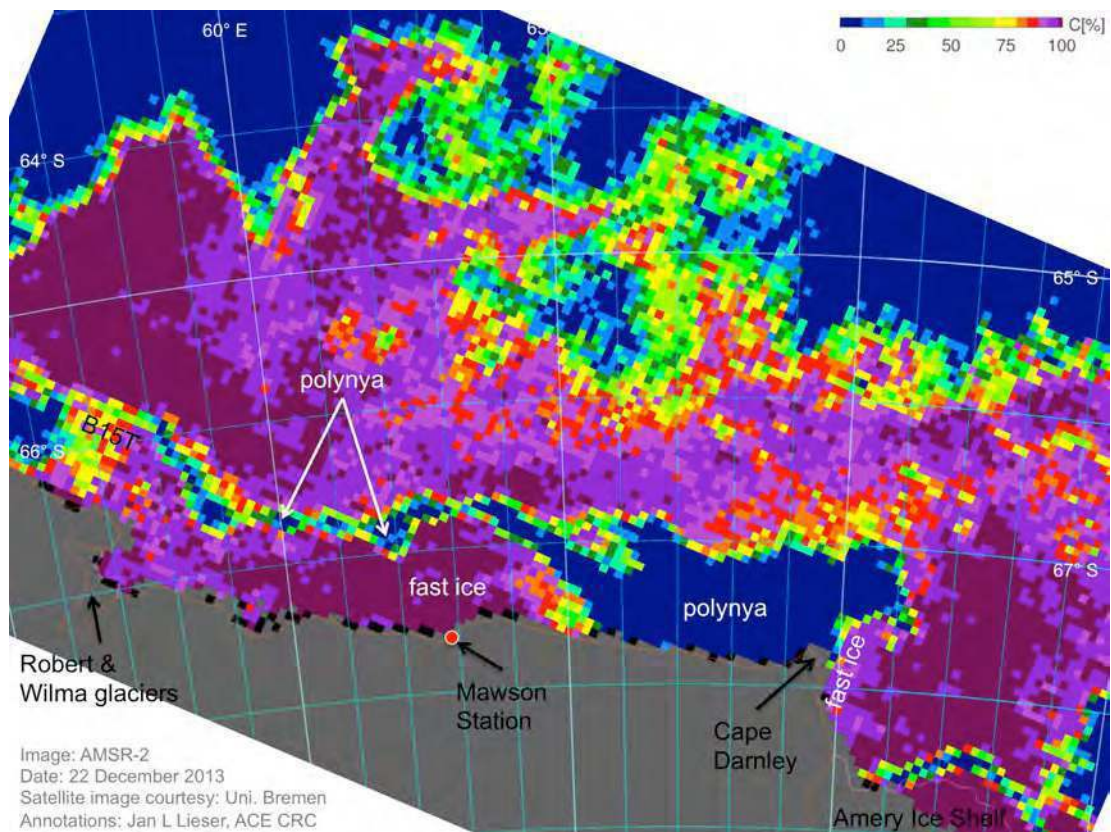 60° E
C[%]
0 25 50 75 100
64° S
65° S
polynya
B15T
66° S
67° S
fast ice
polynya
fast ice
Robert &
Wilma glaciers
Mawson
Station
Cape
Darnley
Image: AMSR-2
Date: 22 December 2013
Satellite image courtesy: Uni. Bremen
Annotations: Jan L Lieser, ACE CRC
Amery Ice Shelf